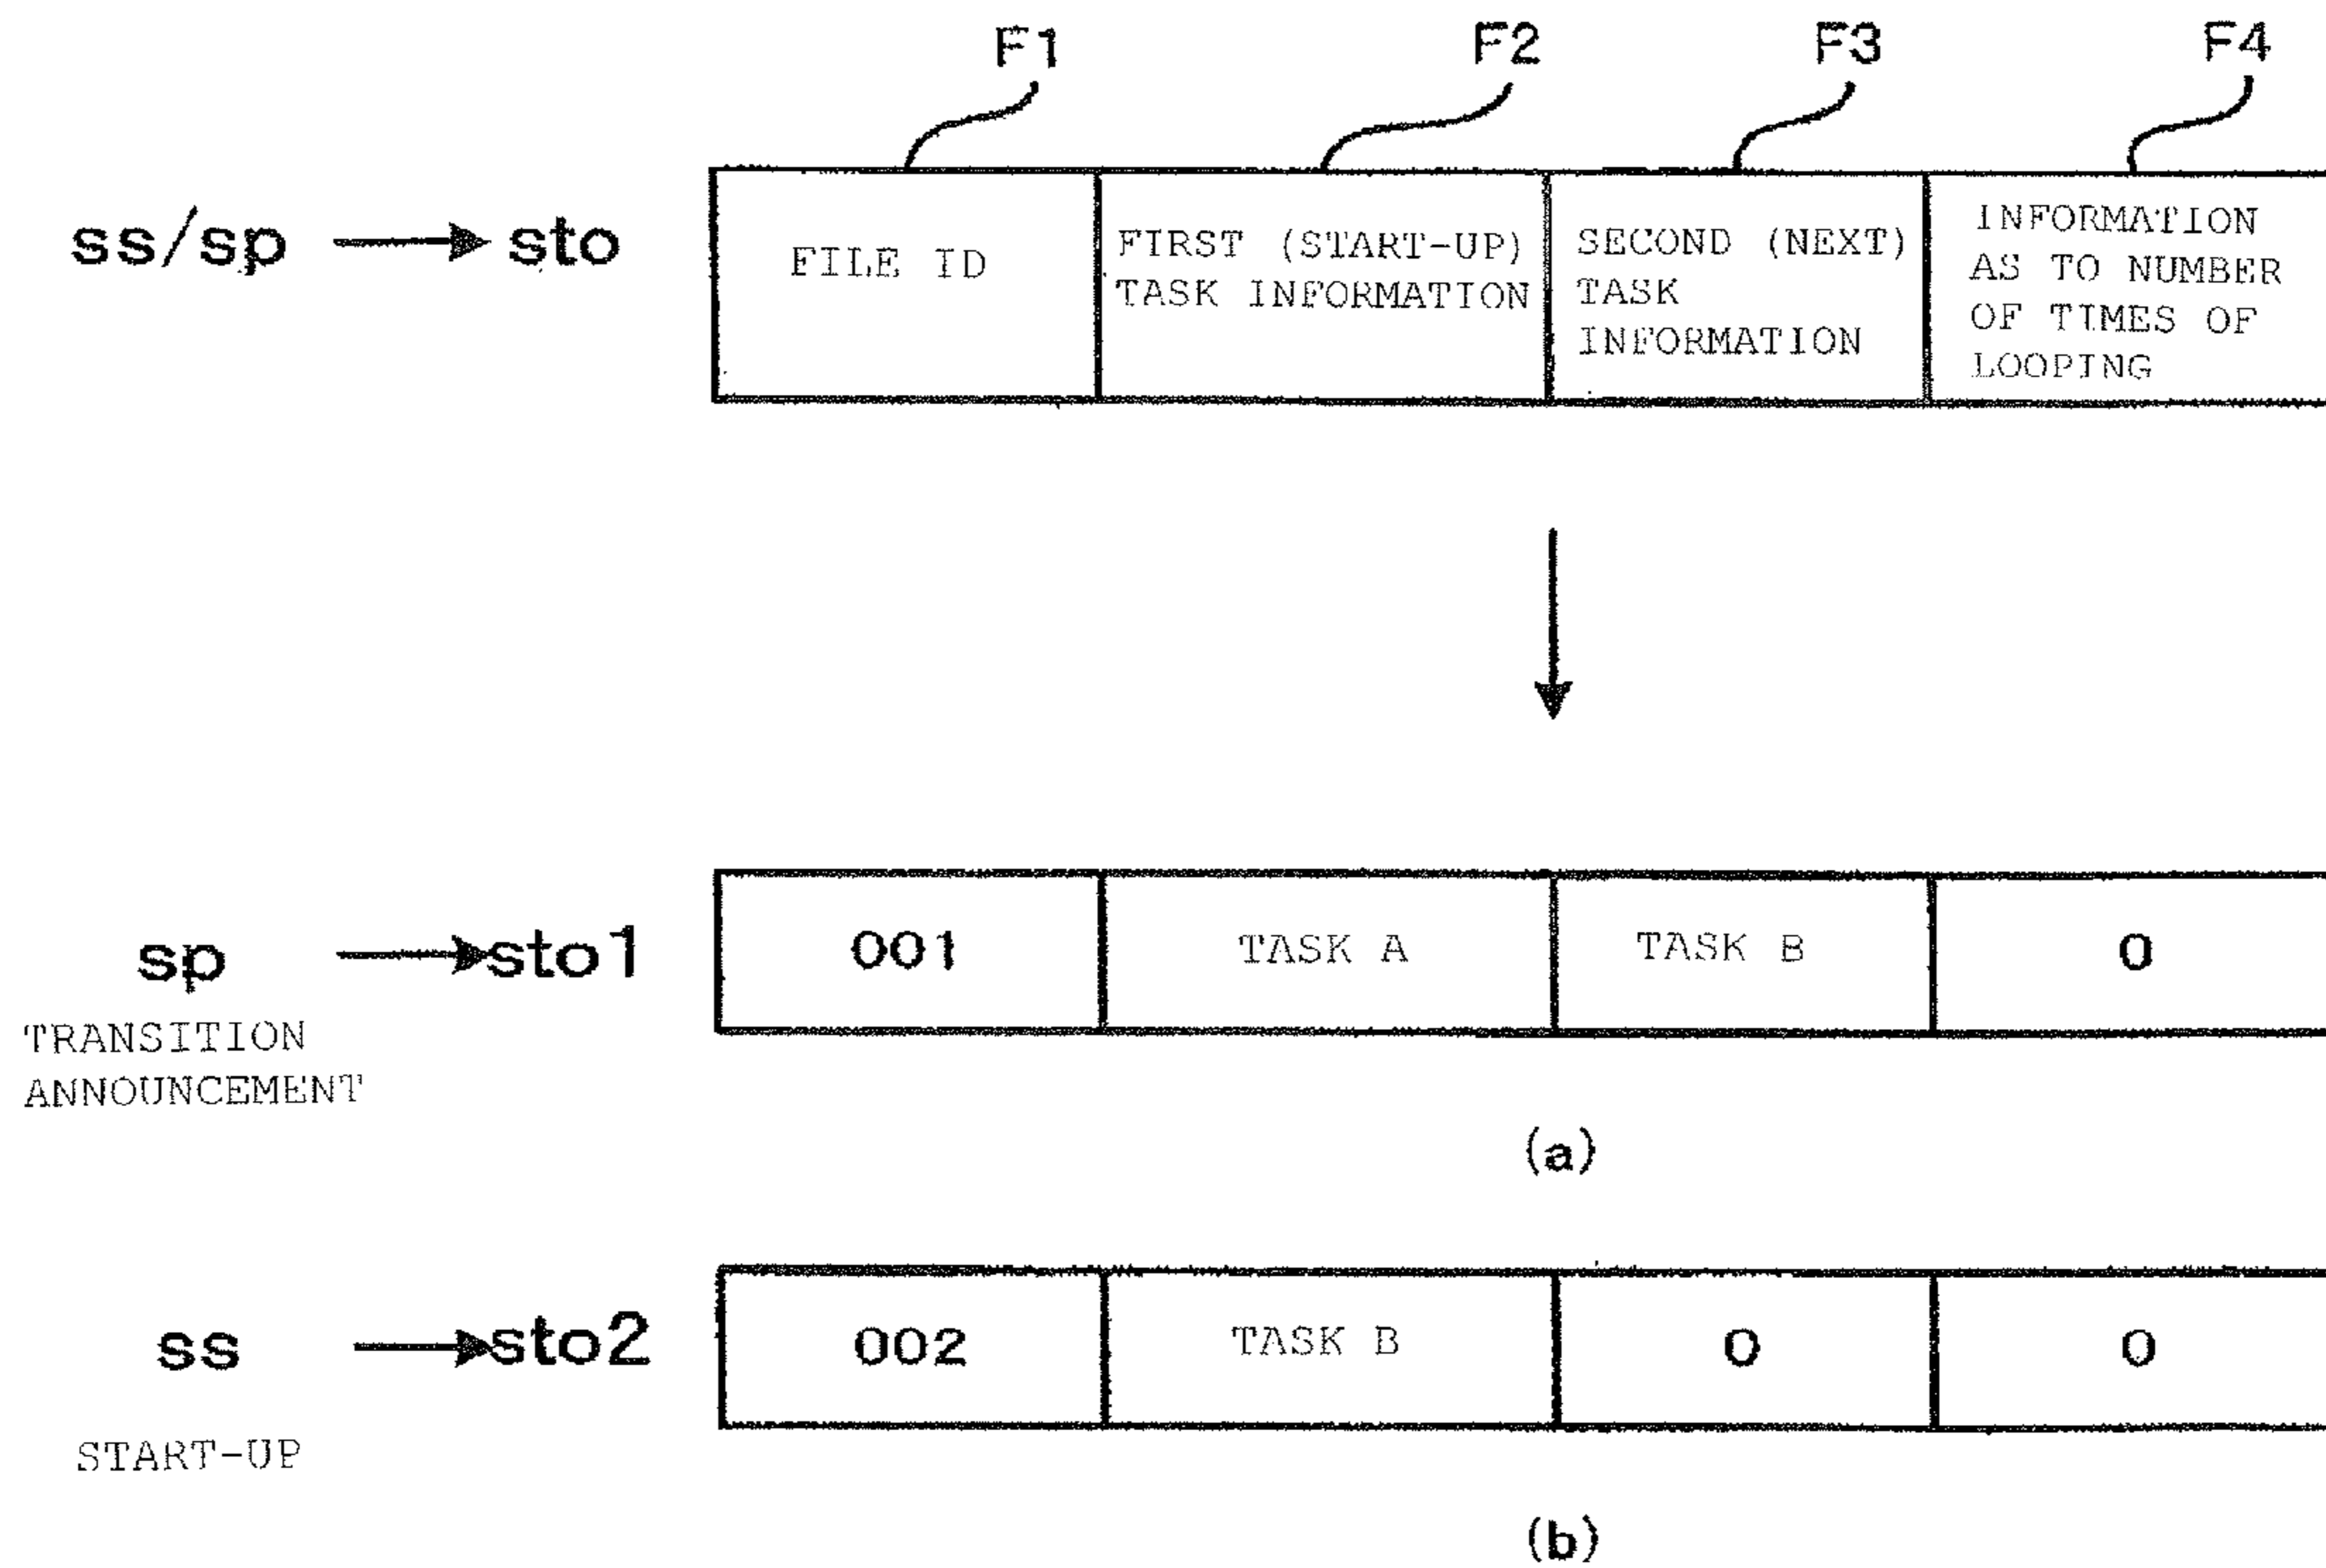 F1 F2 F3 F4
ss/sp sto
FILE ID
FIRST (START-UP)
TASK INFORMATION
SECOND (NEXT)
TASK
INFORMATION
INFORMATION
AS TO NUMBER
OF TIMES OF
LOOPING
sp sto1 001 TASK A TASK B 0
TRANSITION
ANNOUNCEMENT
(a)
ss sto2 002 TASK B 0 0
START-UP
(b)